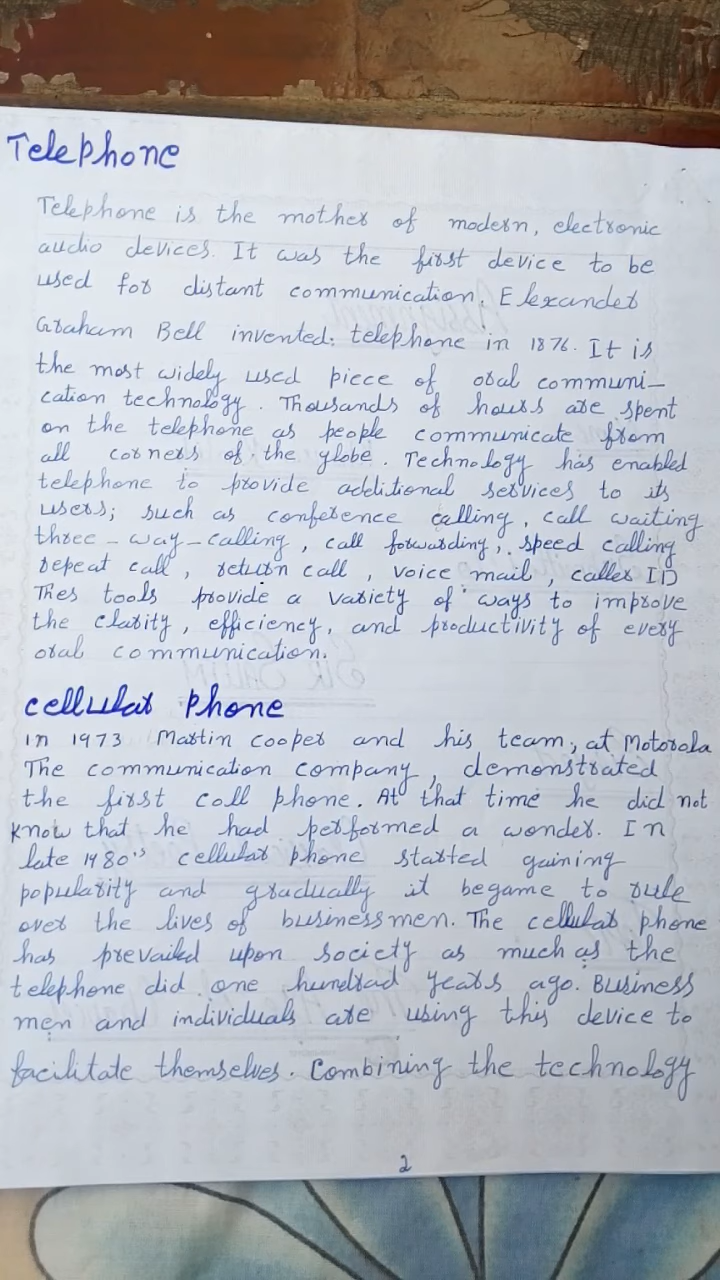 Telephone
Telephone is the mother of modern, electronic
audio devices. It was the first device to be
used for distant communication. Elexander
Graham Bell invented. telephone in 1876. It is
the most widely used piece of oral communi-
cation technology. Thousands of hours are spent
on the telephone as people communicate from
all corners of the globe. Technology has enabled
telephone to provide additional services to its
users; such as conference calling, call waiting
three-way-calling, call forwarding, speed calling
repeat call, return call, voice mail, caller ID
Thes tools provide a variety of ways to improve
the clarity, efficiency, and productivity of every
oral communication.
cellular phone
in 1973 Martin cooper and his team, at Motorola
The communication company, demonstrated
the first coll phone. At that time he did not
know that he had performed a wonder. In
late 1980's cellular phone started gaining
popularity and gradually it begame to rule
over the lives of businessmen. The cellular phone
has prevailed upon society as much as the
telephone did one hundrad years ago. Business
men and individuals are using this device to
facilitate themselves. Combining the technology
2